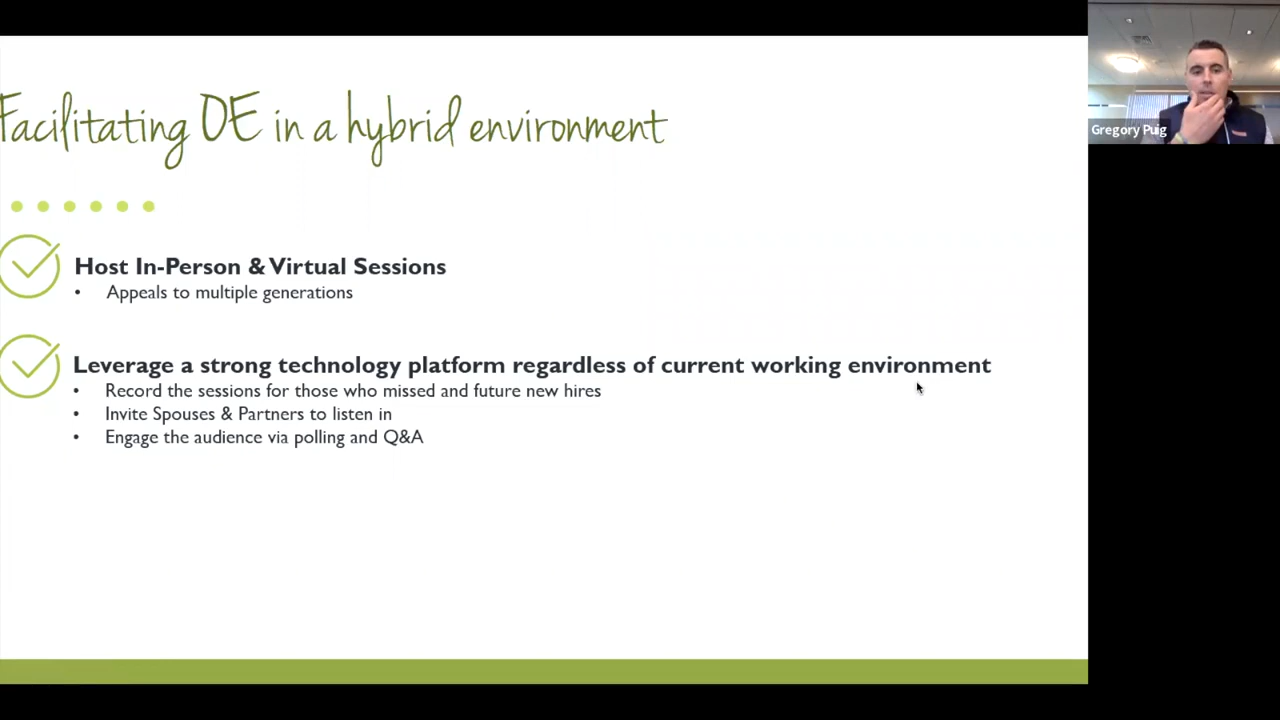 Facilitating OE in a hybrid environment
Host In-Person & Virtual Sessions
• Appeals to multiple generations
Leverage a strong technology platform regardless of current working environment
• Record the sessions for those who missed and future new hires
• Invite Spouses & Partners to listen in
• Engage the audience via polling and Q&A
Gregory Puig